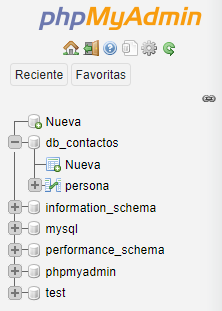 phpMyAdmin
Reciente Favoritas
Nueva
db_contactos
Nueva
persona
information_schema
mysql
performance_schema
phpmyadmin
test